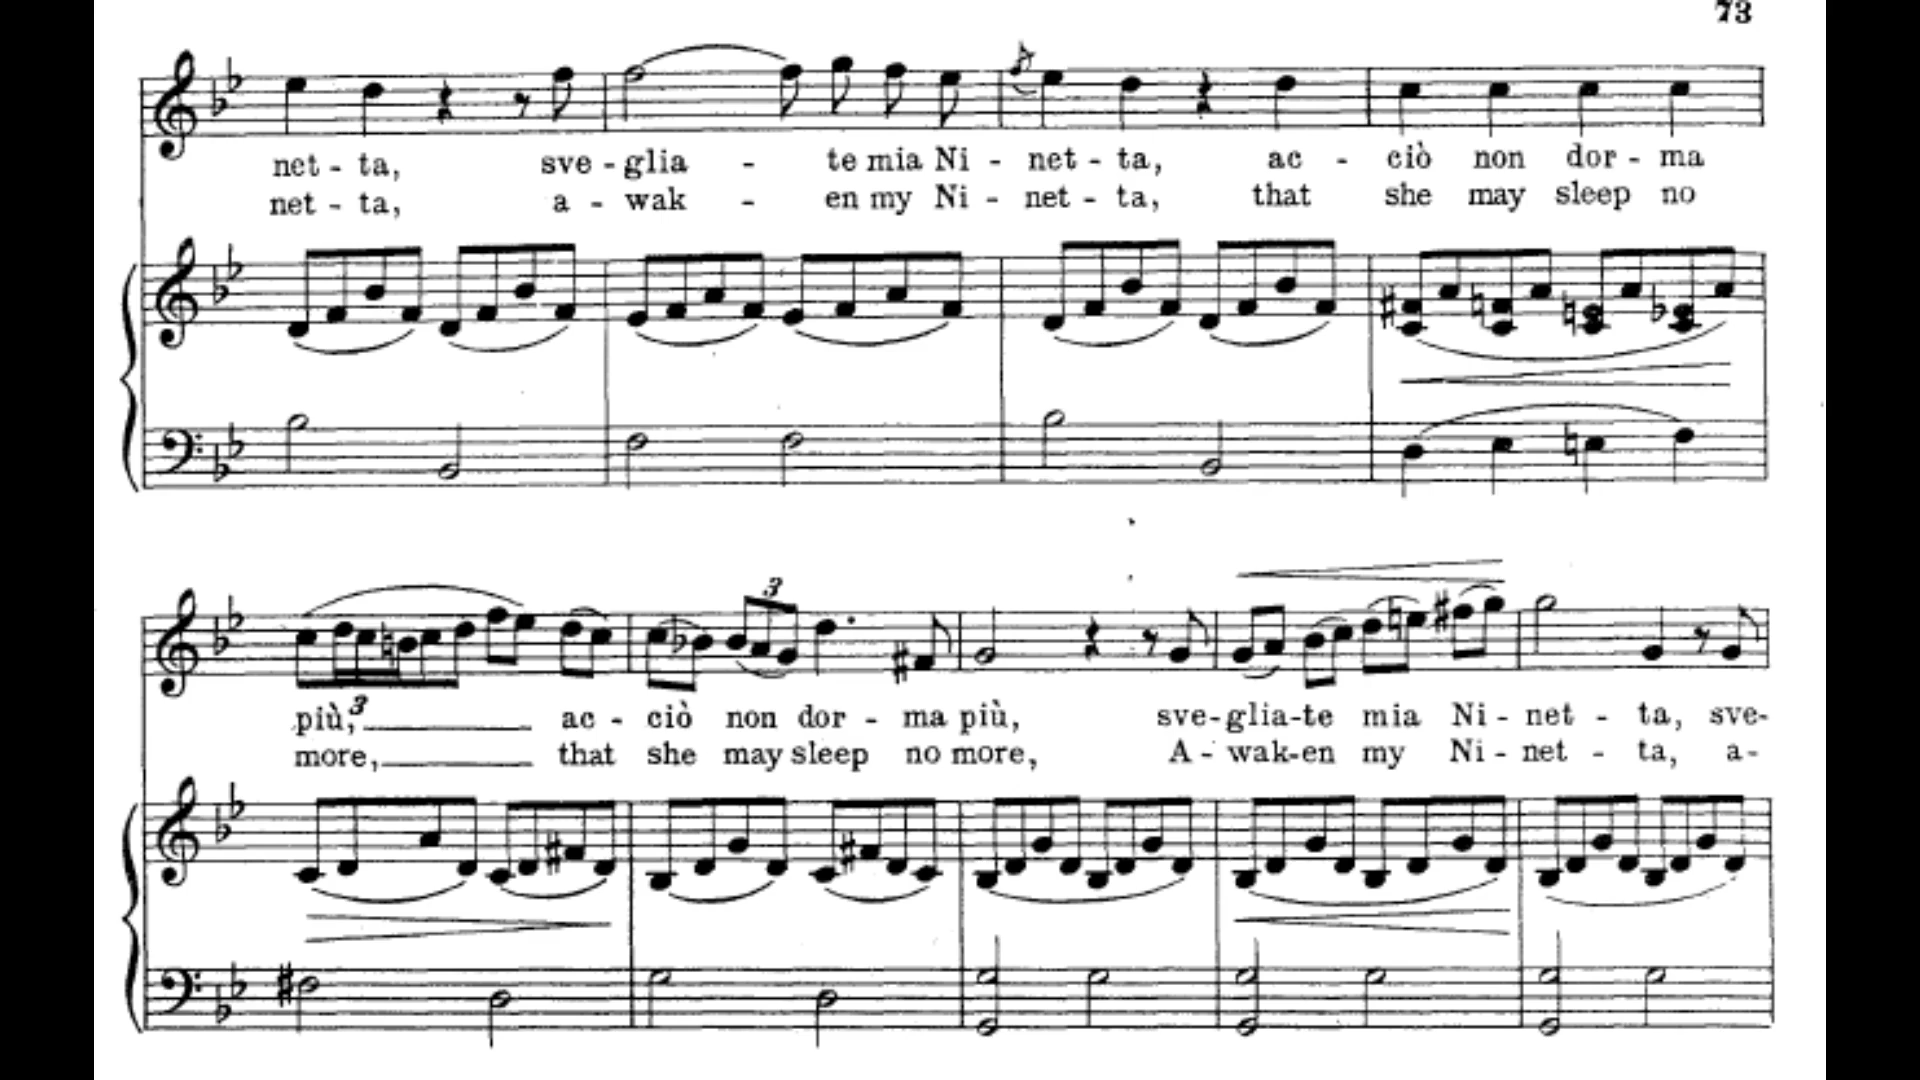 73
net - ta, sve - glia - te mia Ni - net - ta, ac - ciò non dor - ma
net - ta, a - wak - en my Ni - net - ta, that she may sleep no
3
3
più, ac - ciò non dor - ma più, sve-glia-te mia Ni - net - ta, sve-
more, that she may sleep no more, A - wak-en my Ni - net - ta, a-